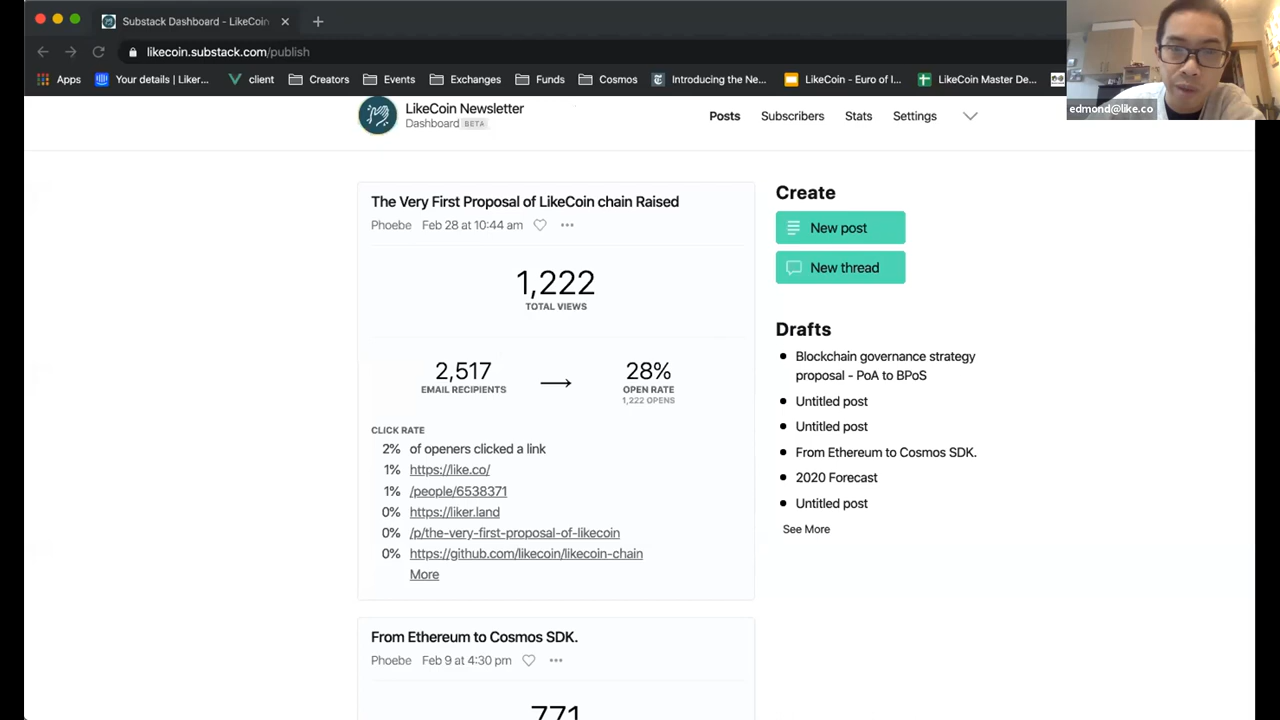 Substack Dashboard - LikeCoin
likecoin.substack.com/publish
Apps
Your details | Liker...
client
Creators
Events
Exchanges
Funds
Cosmos
Introducing the Ne...
LikeCoin - Euro of I...
LikeCoin Master De...
edmond@like.co
LikeCoin Newsletter
Dashboard BETA
Posts
Subscribers
Stats
Settings
The Very First Proposal of LikeCoin chain Raised
Phoebe Feb 28 at 10:44 am
1,222
TOTAL VIEWS
2,517
EMAIL RECIPIENTS
28%
OPEN RATE
1,222 OPENS
CLICK RATE
2% of openers clicked a link
1% https://like.co/
1% /people/6538371
0% https://liker.land
0% /p/the-very-first-proposal-of-likecoin
0% https://github.com/likecoin/likecoin-chain
More
From Ethereum to Cosmos SDK.
Phoebe Feb 9 at 4:30 pm
771
Create
New post
New thread
Drafts
Blockchain governance strategy
proposal - PoA to BPoS
Untitled post
Untitled post
From Ethereum to Cosmos SDK.
2020 Forecast
Untitled post
See More